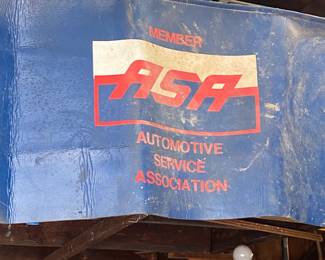 MEMBER
ASA
AUTOMOTIVE
SERVICE
ASSOCIATION